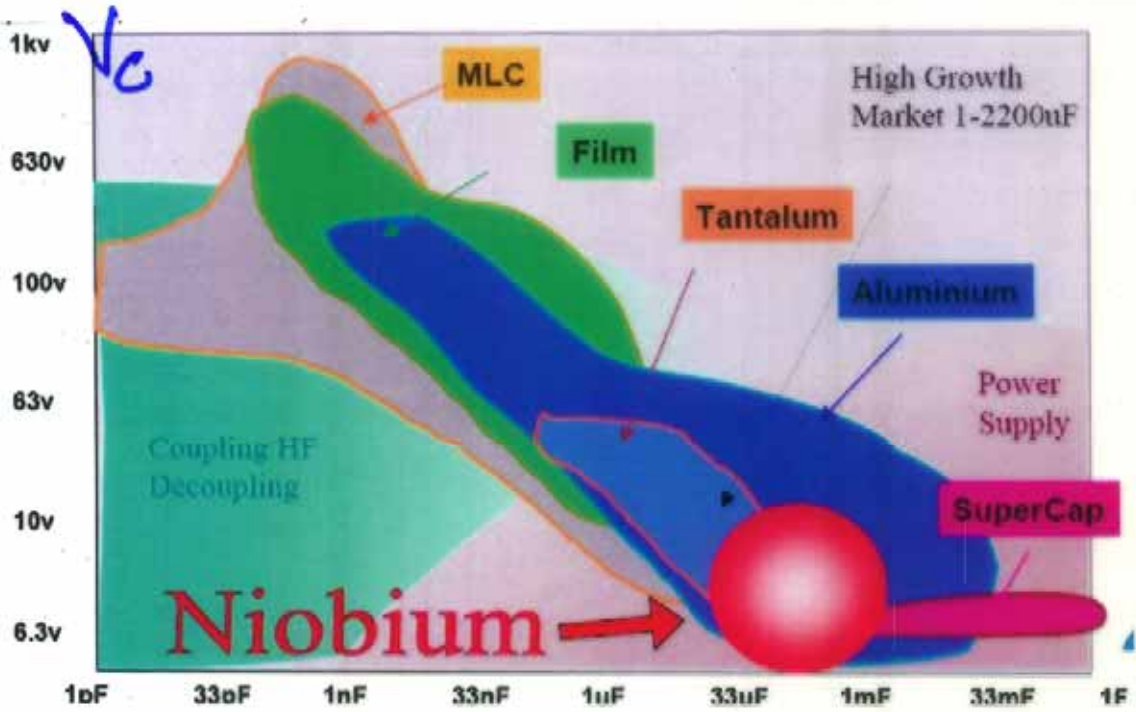 1kv
Vc
MLC
High Growth
Market 1-2200uF
630v
Film
Tantalum
100v
Aluminium
63v
Power
Supply
Coupling HF
Decoupling
10v
SuperCap
Niobium
6.3v
1pF 33pF 1nF 33nF 1uF 33uF 1mF 33mF 1F